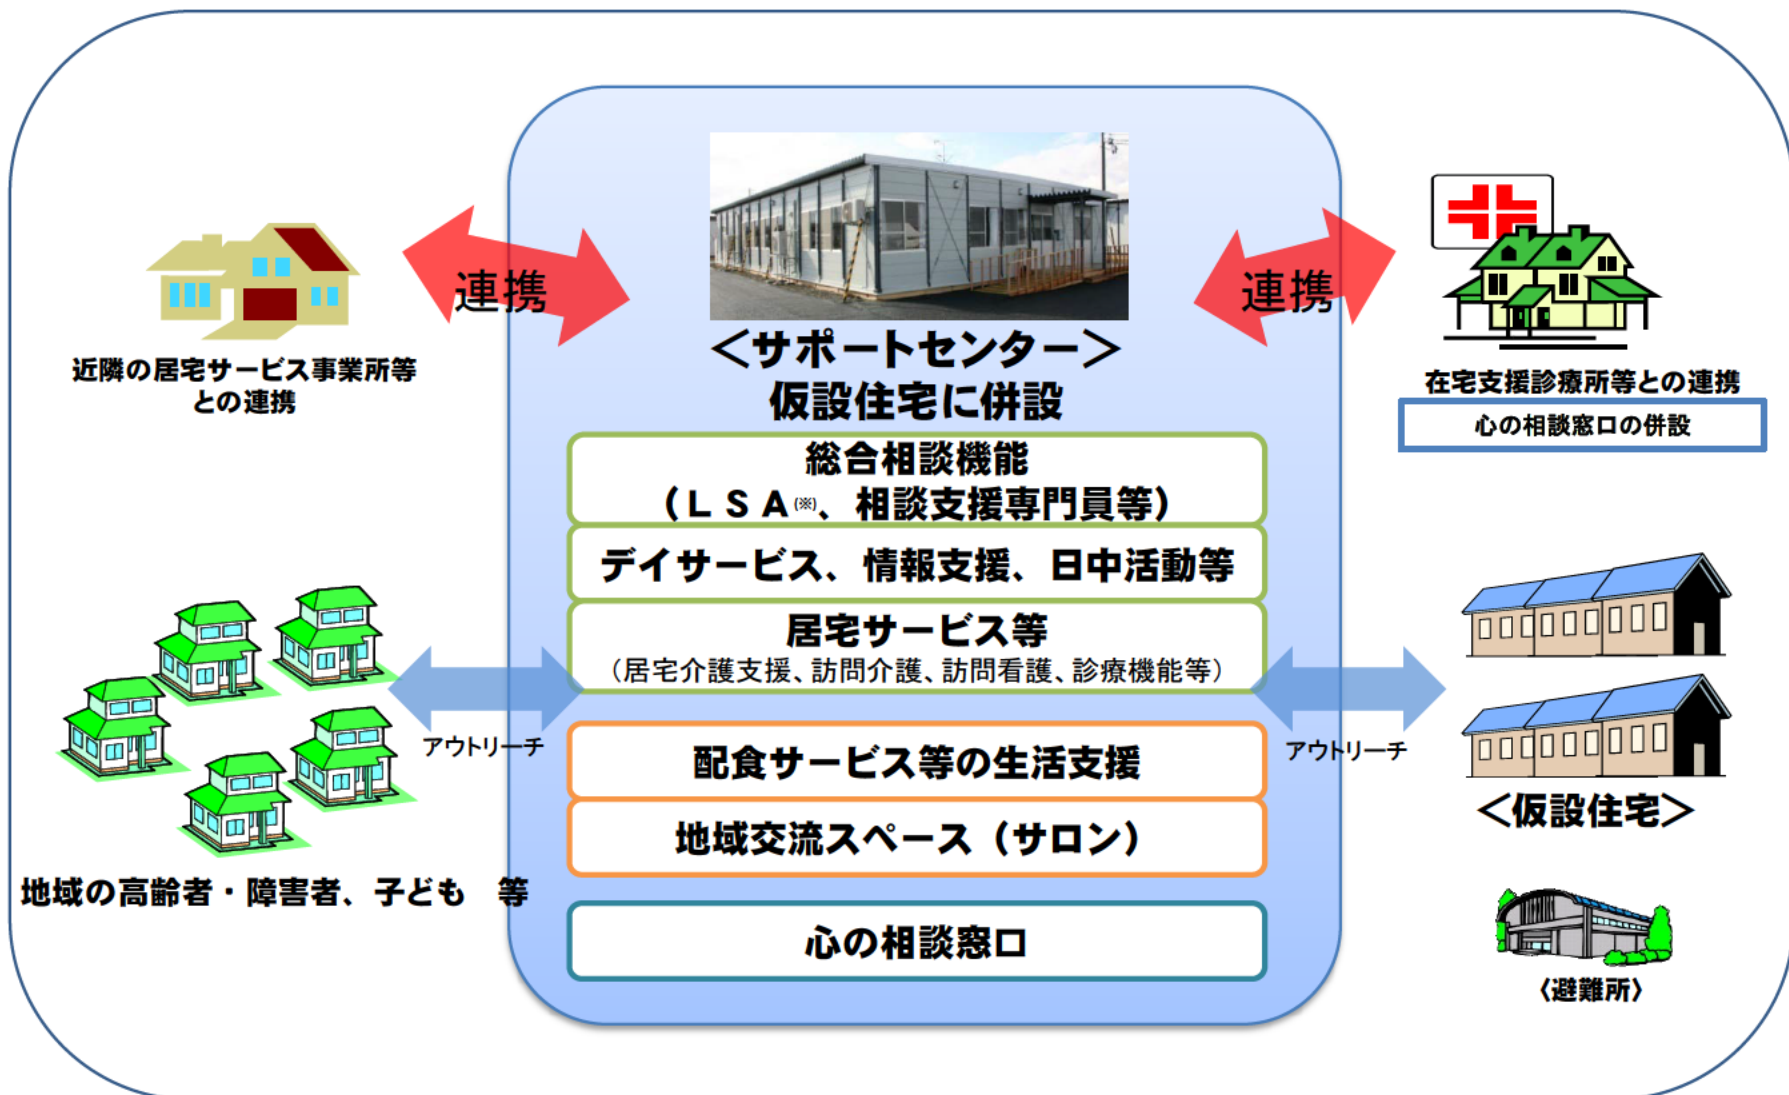 連携
連携
<サポートセンター>
仮設住宅に併設
近隣の居宅サービス事業所等
との連携
在宅支援診療所等との連携
心の相談窓口の併設
総合相談機能
(LSA(※)、相談支援専門員等)
デイサービス、情報支援、日中活動等
居宅サービス等
(居宅介護支援、訪問介護、訪問看護、診療機能等)
アウトリーチ
アウトリーチ
配食サービス等の生活支援
地域交流スペース(サロン)
<仮設住宅>
地域の高齢者・障害者、子ども 等
心の相談窓口
〈避難所〉